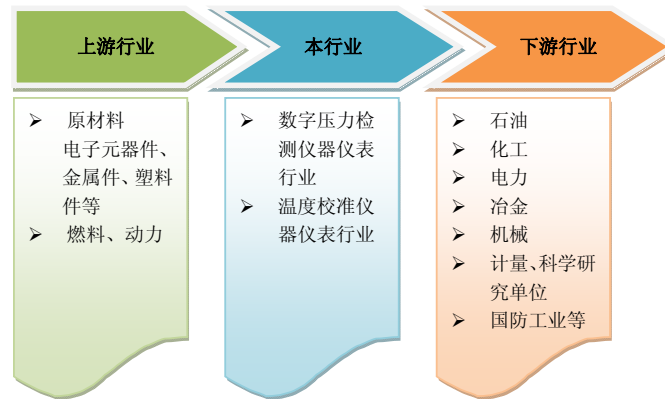 上游行业
本行业
下游行业
➢ 原材料
电子元器件、
金属件、塑料
件等
➢ 燃料、动力
➢ 数字压力检
测仪器仪表
行业
➢ 温度校准仪
器仪表行业
➢ 石油
➢ 化工
➢ 电力
➢ 冶金
➢ 机械
➢ 计量、科学研
究单位
➢ 国防工业等